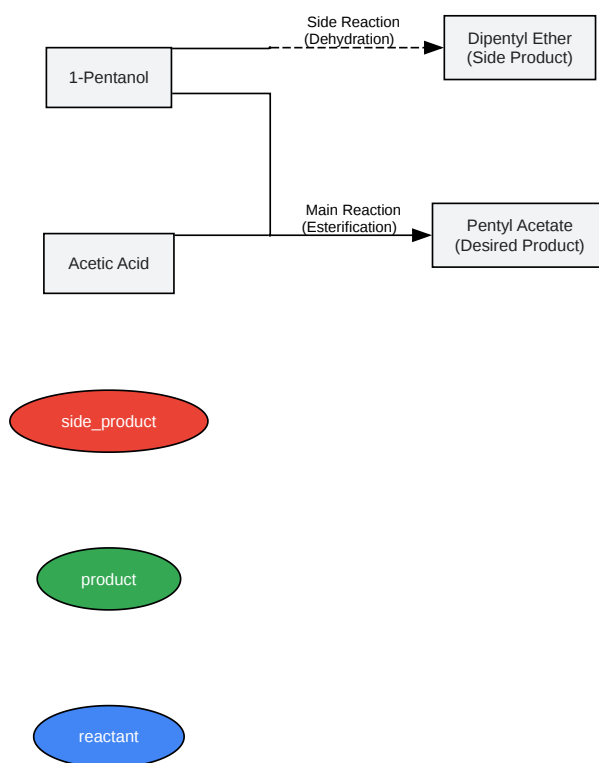 Side Reaction
(Dehydration)
Dipentyl Ether
(Side Product)
1-Pentanol
Main Reaction
(Esterification)
Pentyl Acetate
(Desired Product)
Acetic Acid
side_product
product
reactant